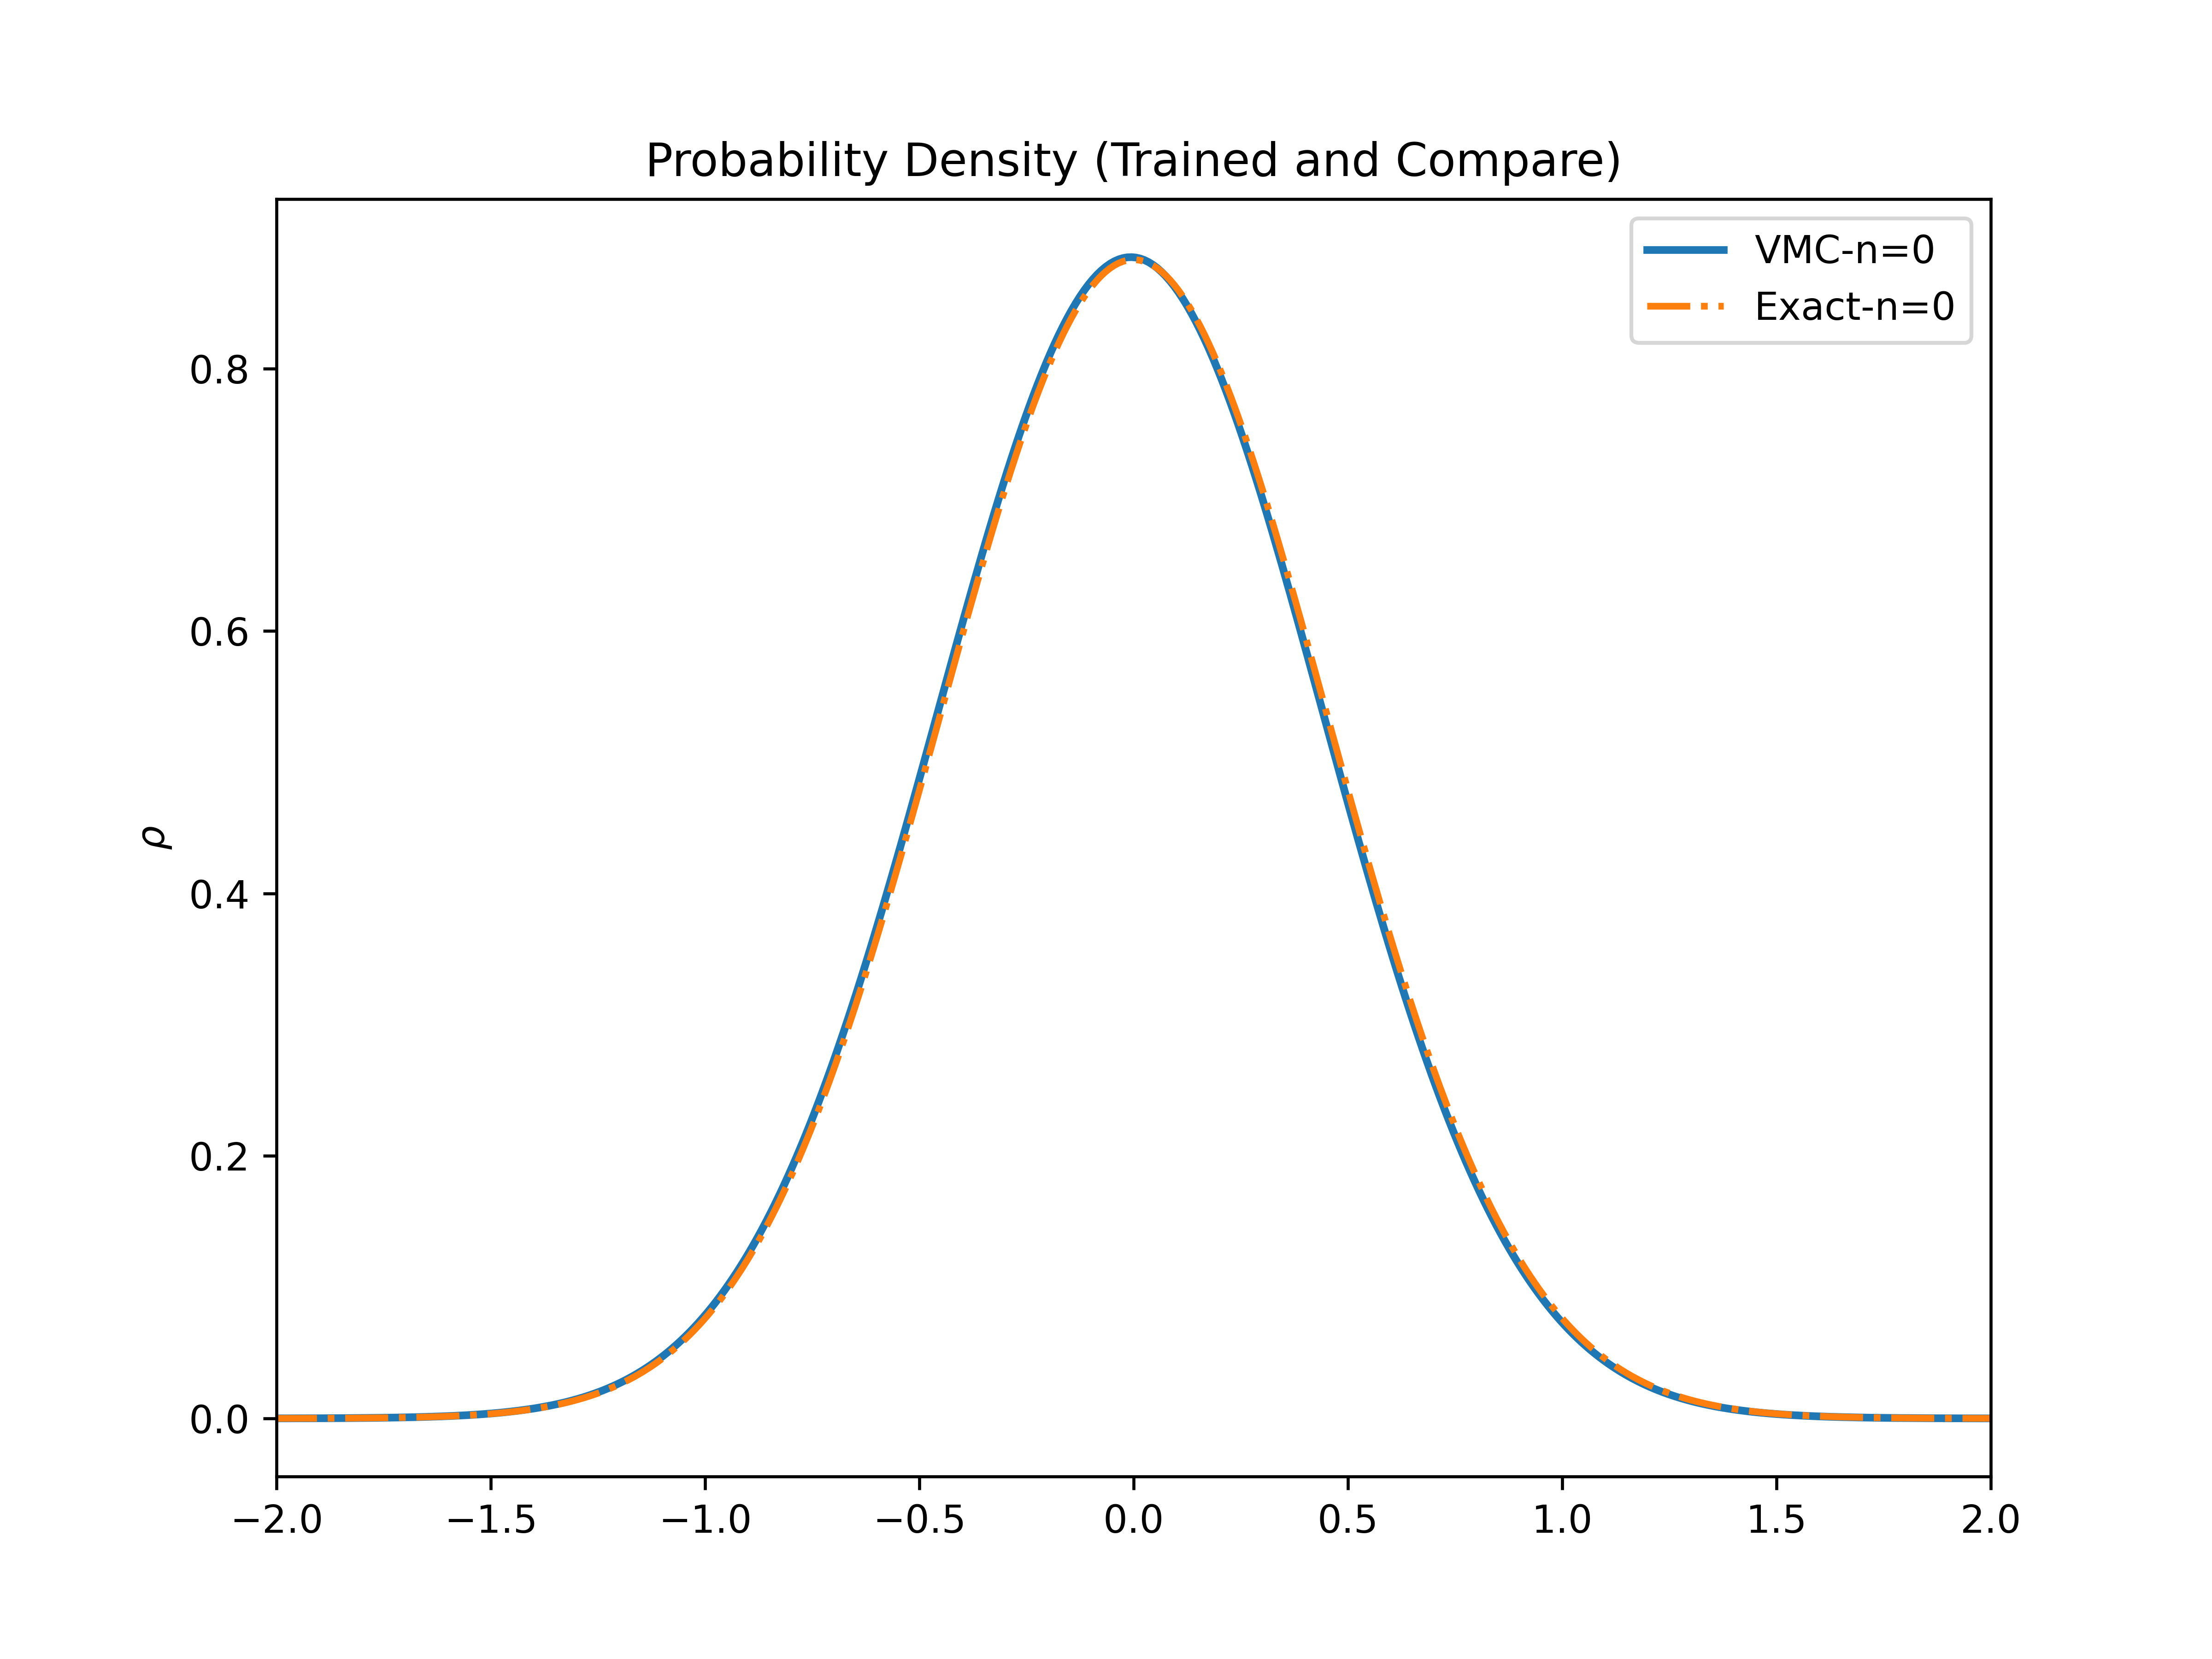 Probability Density (Trained and Compare)
VMC-n=0
Exact-n=0
ρ
0.8
0.6
0.4
0.2
0.0
−2.0 −1.5 −1.0 −0.5 0.0 0.5 1.0 1.5 2.0